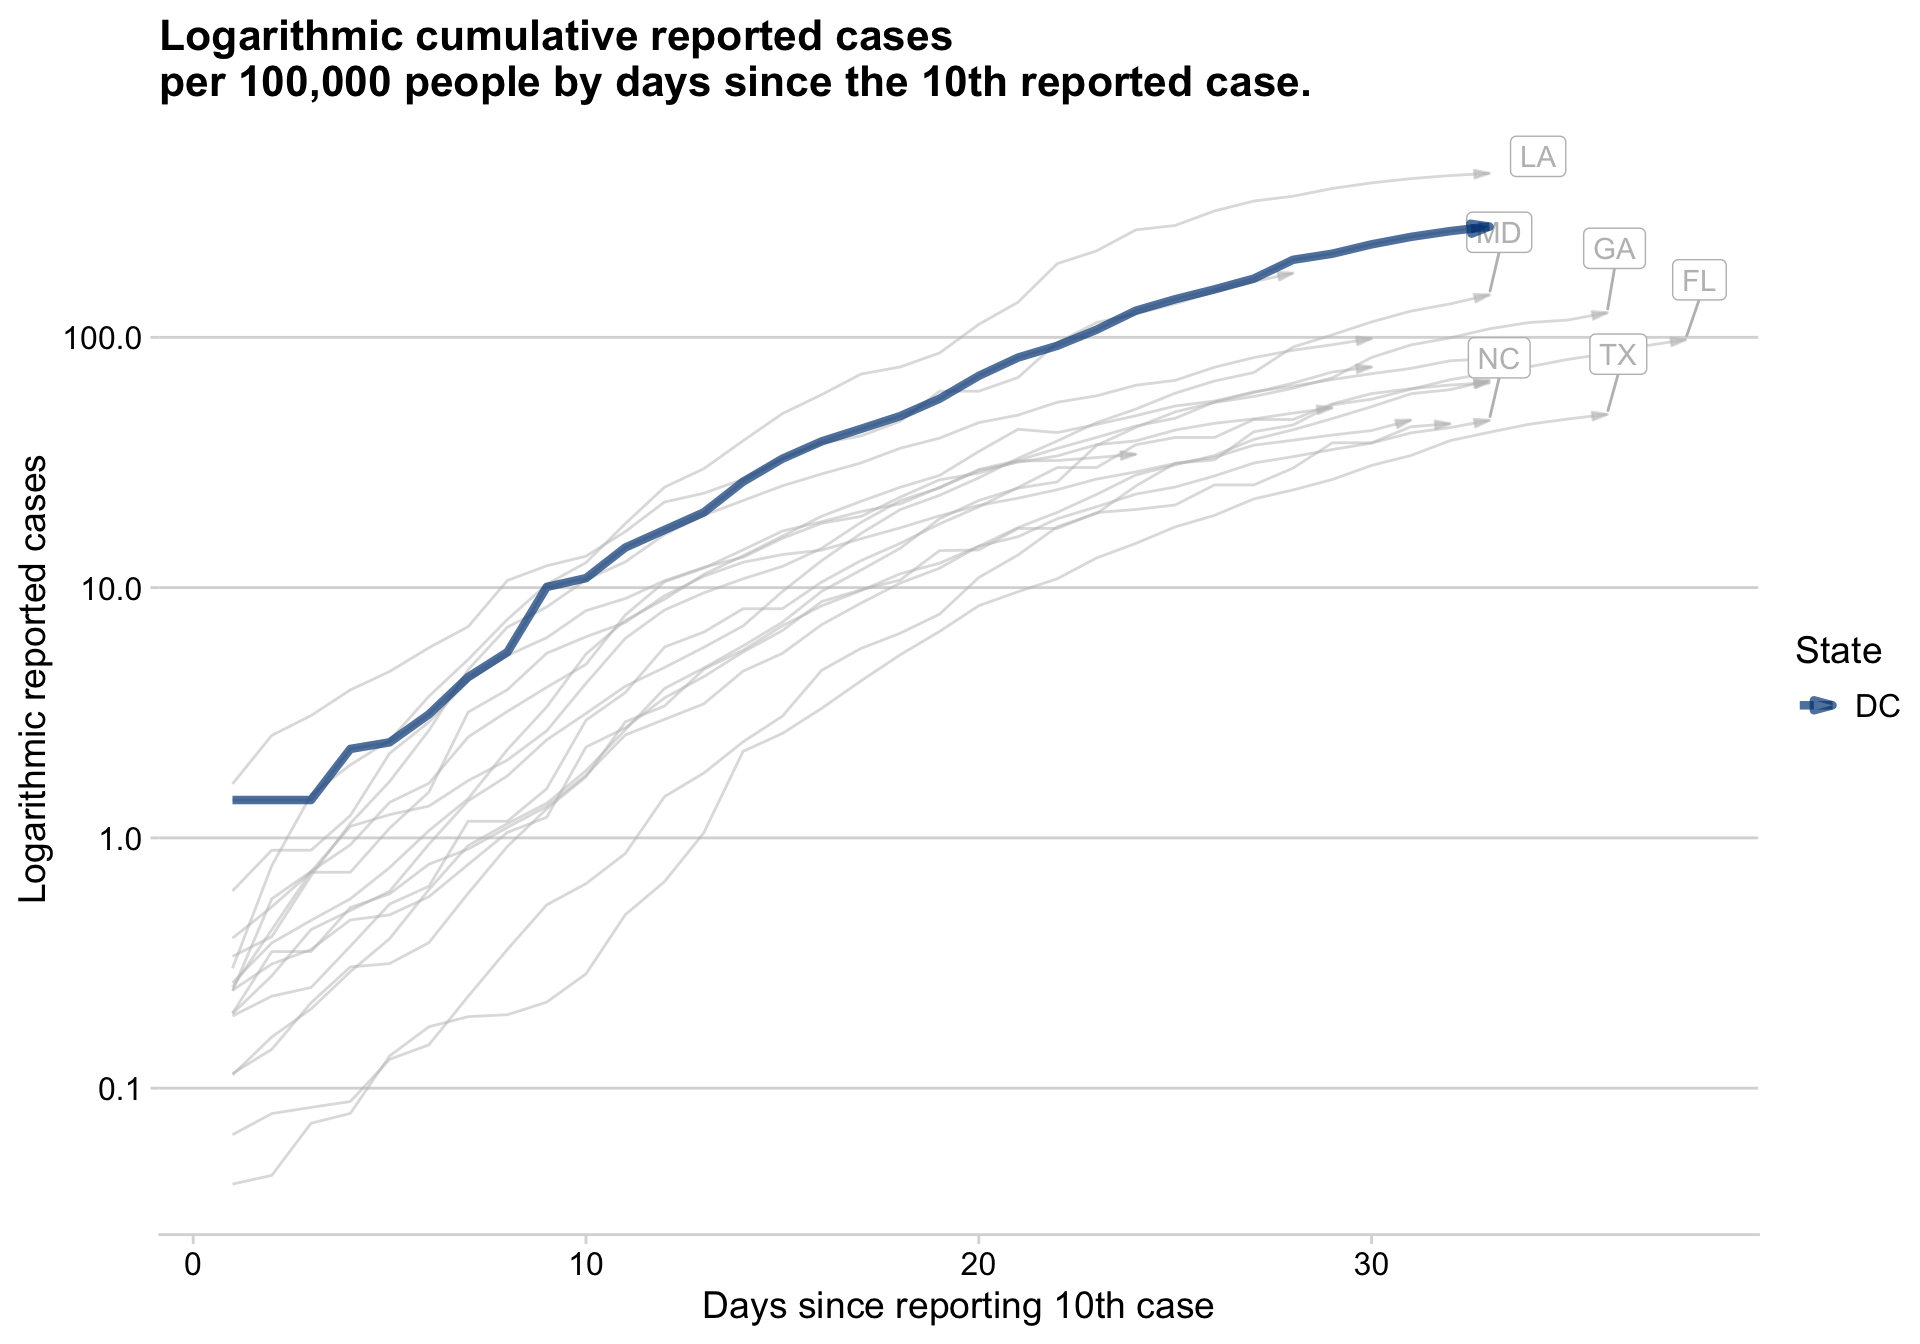 Logarithmic cumulative reported cases
per 100,000 people by days since the 10th reported case.
LA
MD
GA
FL
NC
TX
100.0
10.0
1.0
0.1
Logarithmic reported cases
State
DC
0
10
20
30
Days since reporting 10th case